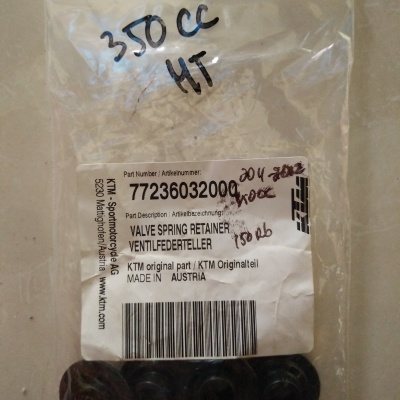 350 CC
HT
Part Number / Artikelnummer:
77236032000
Part Description / Artikelbezeichnung:
VALVE SPRING RETAINER
VENTILFEDERTELLER
KTM original part / KTM Originalteil
MADE IN AUSTRIA
KTM - Sportmotorcycle AG
5230 Mattighofen/Austria, www.ktm.com
KTM